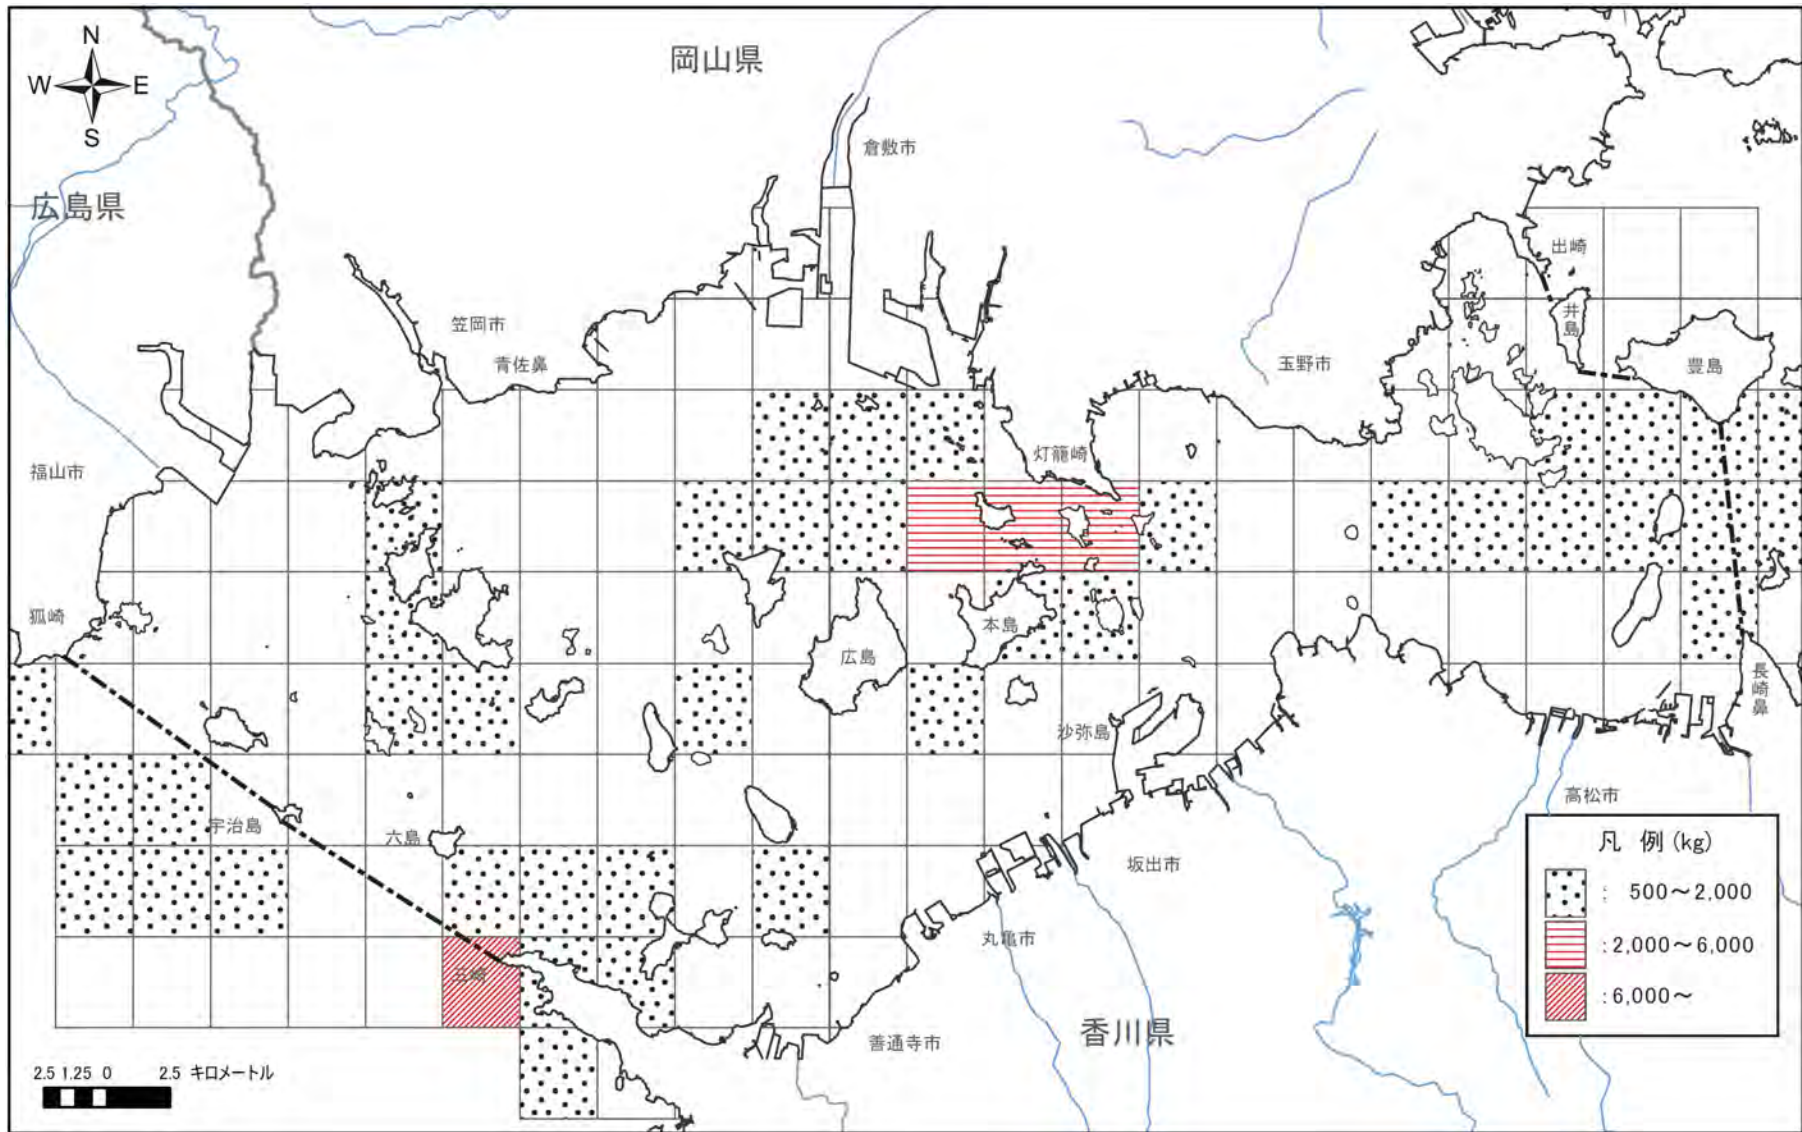 N
W E
S
岡山県
倉敷市
広島県
出崎
井島
笠岡市
青佐鼻
玉野市
豊島
灯籠崎
福山市
狐崎
本島
広島
長崎鼻
沙弥島
高松市
宇治島
六島
坂出市
丸亀市
三崎
善通寺市
香川県
凡 例 (kg)
: 500～2,000
:2,000～6,000
:6,000～
2.5 1.25 0 2.5 キロメートル